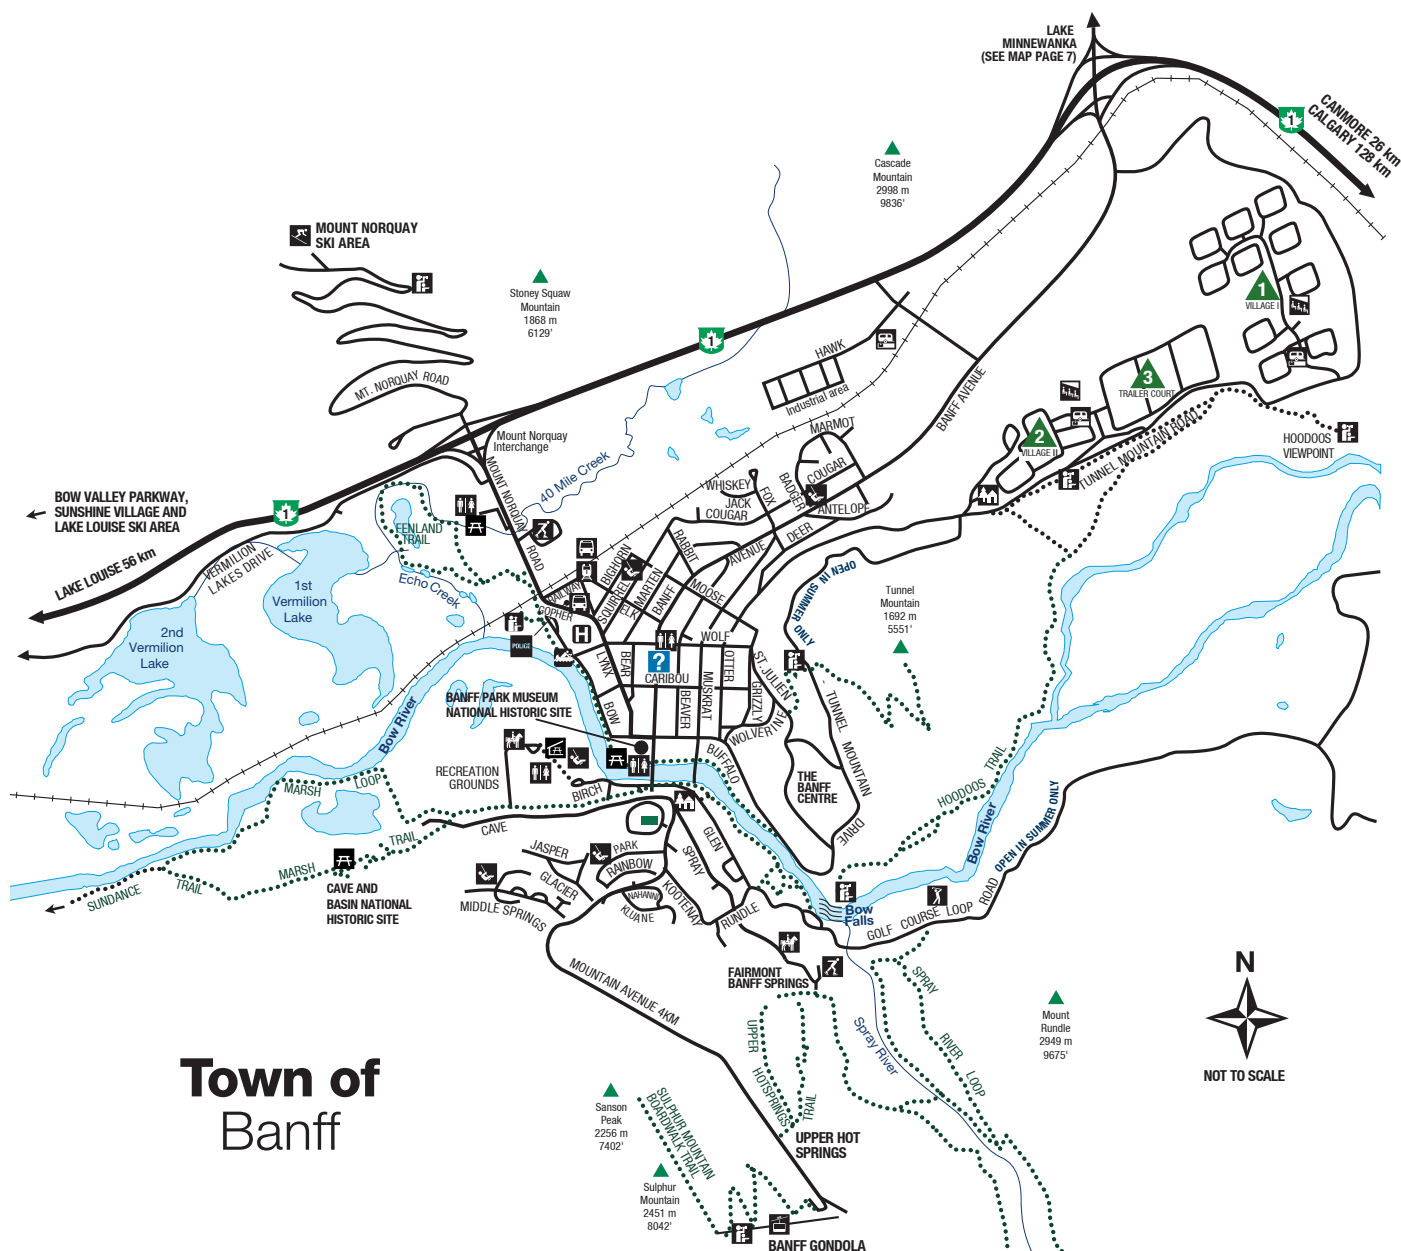 LAKE
MINNEWANKA
(SEE MAP PAGE 7)
1
CANMORE 26 km
CALGARY 128 km
Cascade
Mountain
2998 m
9836'
MOUNT NORQUAY
SKI AREA
Stoney Squaw
Mountain
1868 m
6129'
1
1
VILLAGE I
HAWK
Industrial area
BANFF AVENUE
3
TRAILER COURT
2
VILLAGE II
TUNNEL MOUNTAIN ROAD
HOODOOS
VIEWPOINT
MT. NORQUAY ROAD
Mount Norquay
Interchange
MOUNT NORQUAY
ROAD
40 Mile Creek
MARMOT
COUGAR
BADGER
FOX
WHISKEY
JACK
COUGAR
ANTELOPE
DEER
AVENUE
RABBIT
BOW VALLEY PARKWAY,
SUNSHINE VILLAGE AND
LAKE LOUISE SKI AREA
1
LAKE LOUISE 56 km
VERMILION
LAKES DRIVE
FENLAND
TRAIL
Echo Creek
1st
Vermilion
Lake
2nd
Vermilion
Lake
BIGHORN
RAILWAY
SQUIRREL
ELK
MARTEN
BANFF
MOOSE
GOPHER
POLICE
H
OPEN IN SUMMER ONLY
Tunnel
Mountain
1692 m
5551'
WOLF
LYNX
BEAR
?
CARIBOU
OTTER
ST. JULIEN
MUSKRAT
BEAVER
GRIZZLY
BOW
WOLVERINE
BUFFALO
TUNNEL MOUNTAIN
DRIVE
BANFF PARK MUSEUM
NATIONAL HISTORIC SITE
Bow River
THE
BANFF
CENTRE
RECREATION
GROUNDS
BIRCH
MARSH LOOP
CAVE
TRAIL
MARSH
TRAIL
SUNDANCE
CAVE AND
BASIN NATIONAL
HISTORIC SITE
HOODOOS TRAIL
Bow River
OPEN IN SUMMER ONLY
GLEN
SPRAY
JASPER
PARK
RAINBOW
GLACIER
NAHANNI
KLUANE
KOOTENAY
MIDDLE SPRINGS
RUNDLE
Bow
Falls
GOLF COURSE LOOP ROAD
FAIRMONT
BANFF SPRINGS
MOUNTAIN AVENUE 4KM
SPRAY
RIVER
LOOP
Spray River
Mount
Rundle
2949 m
9675'
N
NOT TO SCALE
UPPER
HOTSPRINGS
TRAIL
UPPER HOT
SPRINGS
Town of
Banff
Sanson
Peak
2256 m
7402'
SULPHUR MOUNTAIN
BOARDWALK TRAIL
Sulphur
Mountain
2451 m
8042'
BANFF GONDOLA